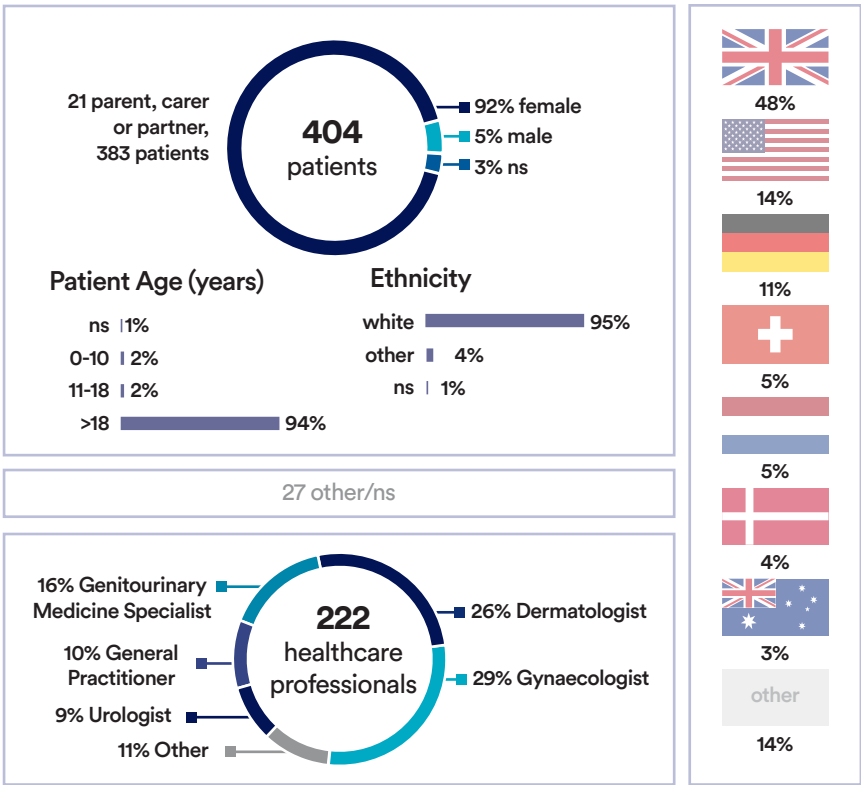 21 parent, carer
or partner,
383 patients
404
patients
92% female
5% male
3% ns
Patient Age (years)
ns 1%
0-10 2%
11-18 2%
>18 94%
Ethnicity
white 95%
other 4%
ns 1%
27 other/ns
16% Genitourinary
Medicine Specialist
10% General
Practitioner
9% Urologist
11% Other
222
healthcare
professionals
26% Dermatologist
29% Gynaecologist
48%
14%
11%
5%
5%
4%
3%
other
14%